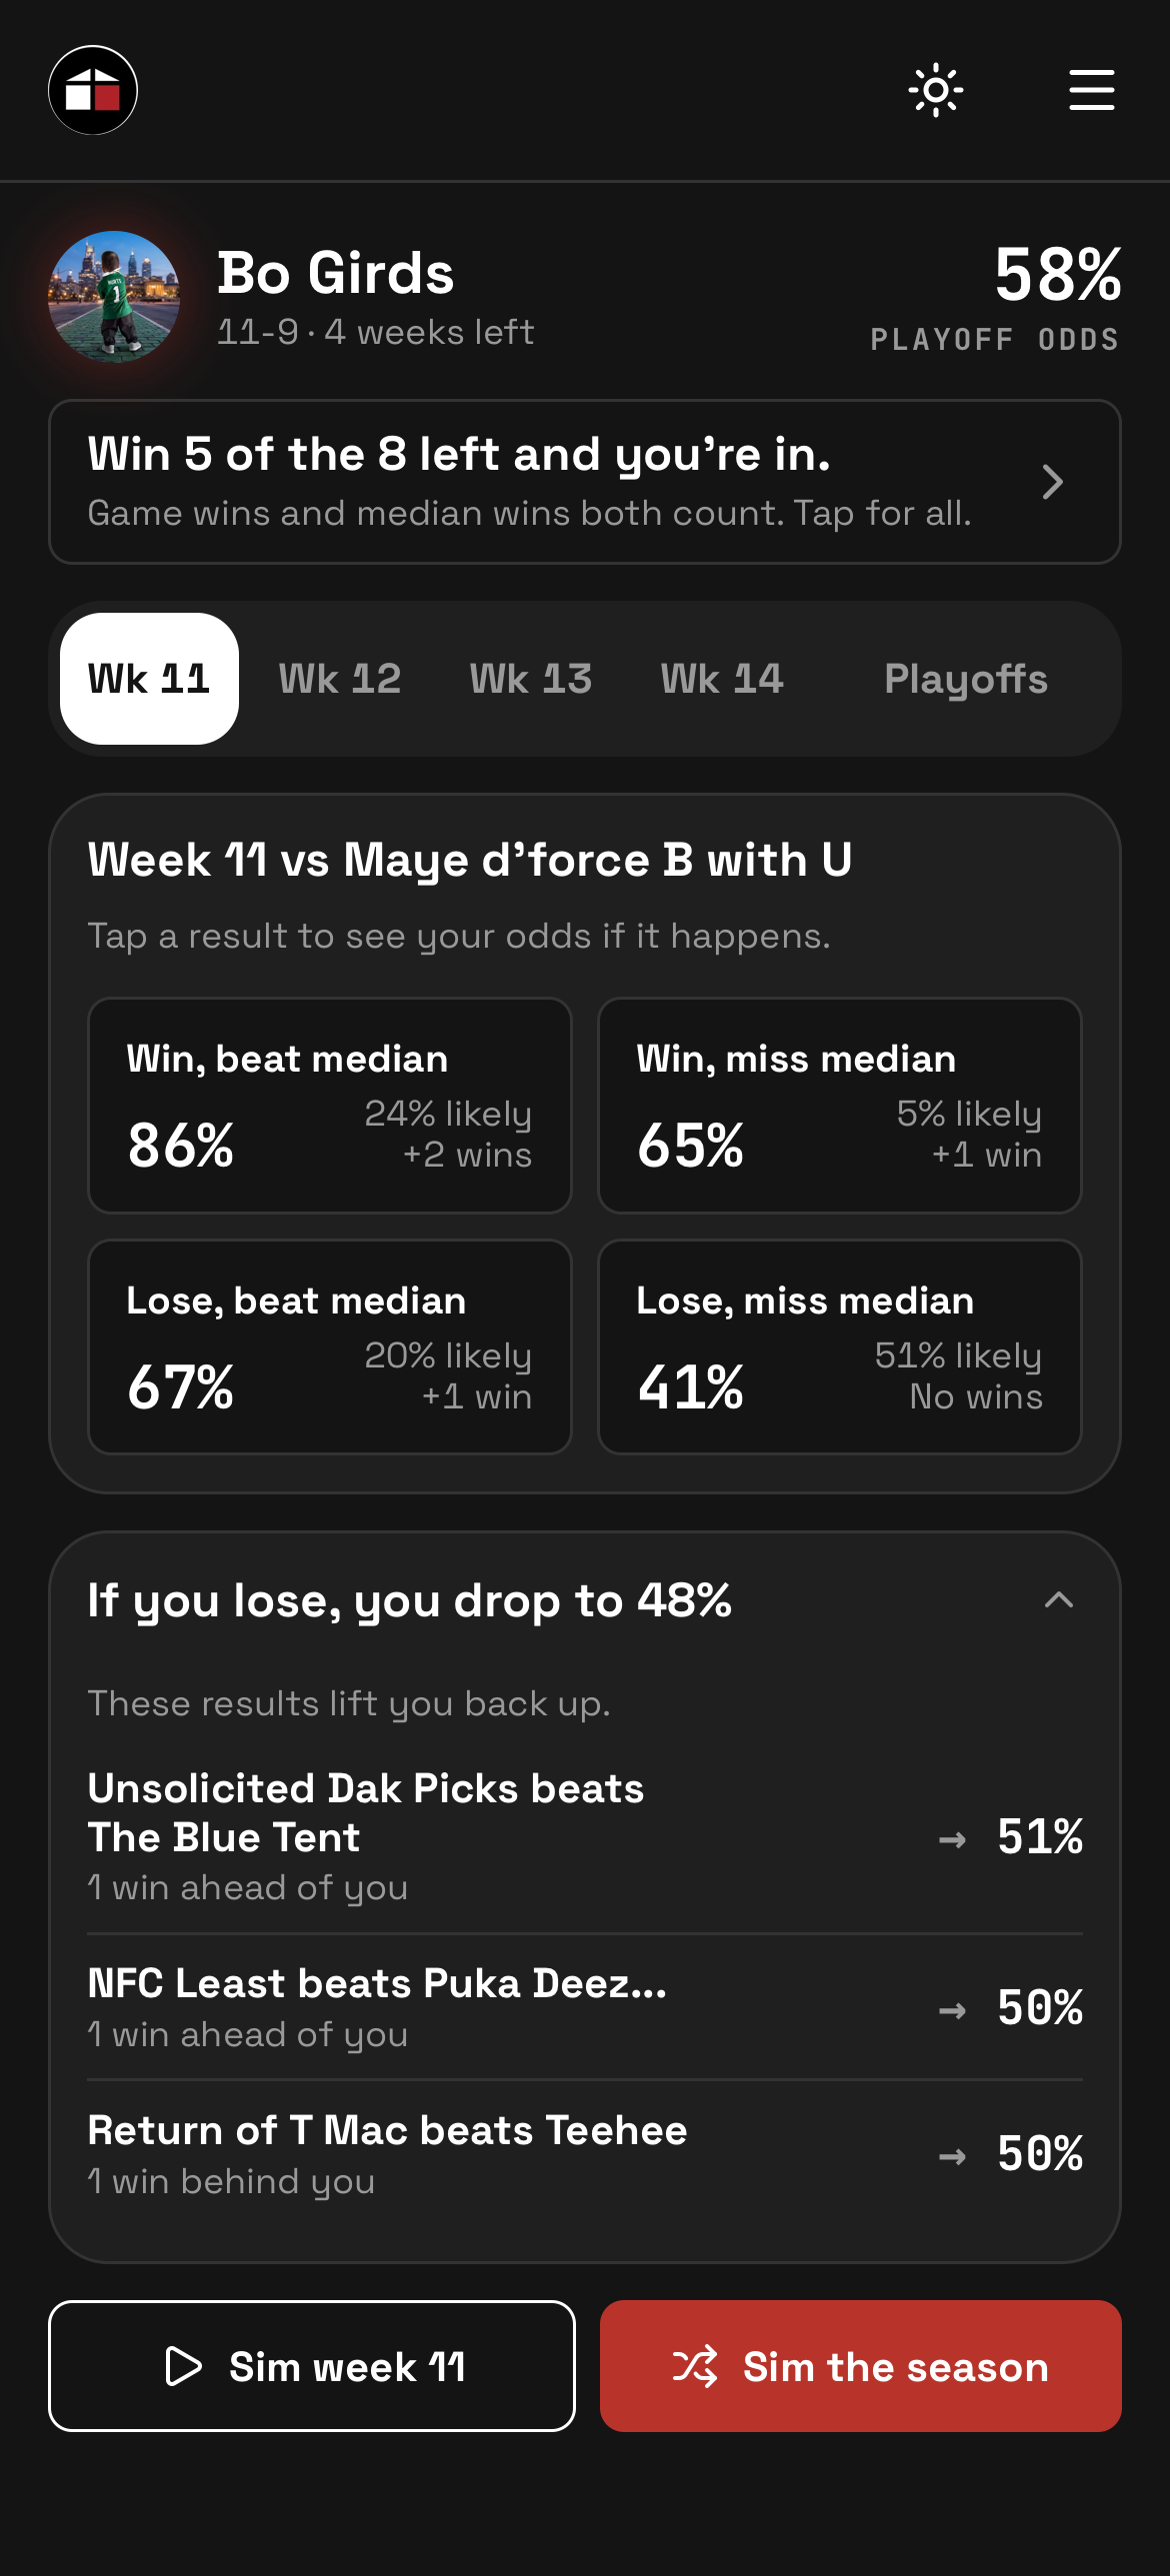 Bo Girds
11-9 · 4 weeks left
58%
PLAYOFF ODDS
Win 5 of the 8 left and you're in.
Game wins and median wins both count. Tap for all.
Wk 11
Wk 12
Wk 13
Wk 14
Playoffs
Week 11 vs Maye d'force B with U
Tap a result to see your odds if it happens.
Win, beat median
86%
24% likely
+2 wins
Win, miss median
65%
5% likely
+1 win
Lose, beat median
67%
20% likely
+1 win
Lose, miss median
41%
51% likely
No wins
If you lose, you drop to 48%
These results lift you back up.
Unsolicited Dak Picks beats
The Blue Tent
1 win ahead of you
→ 51%
NFC Least beats Puka Deez...
1 win ahead of you
→ 50%
Return of T Mac beats Teehee
1 win behind you
→ 50%
Sim week 11
Sim the season